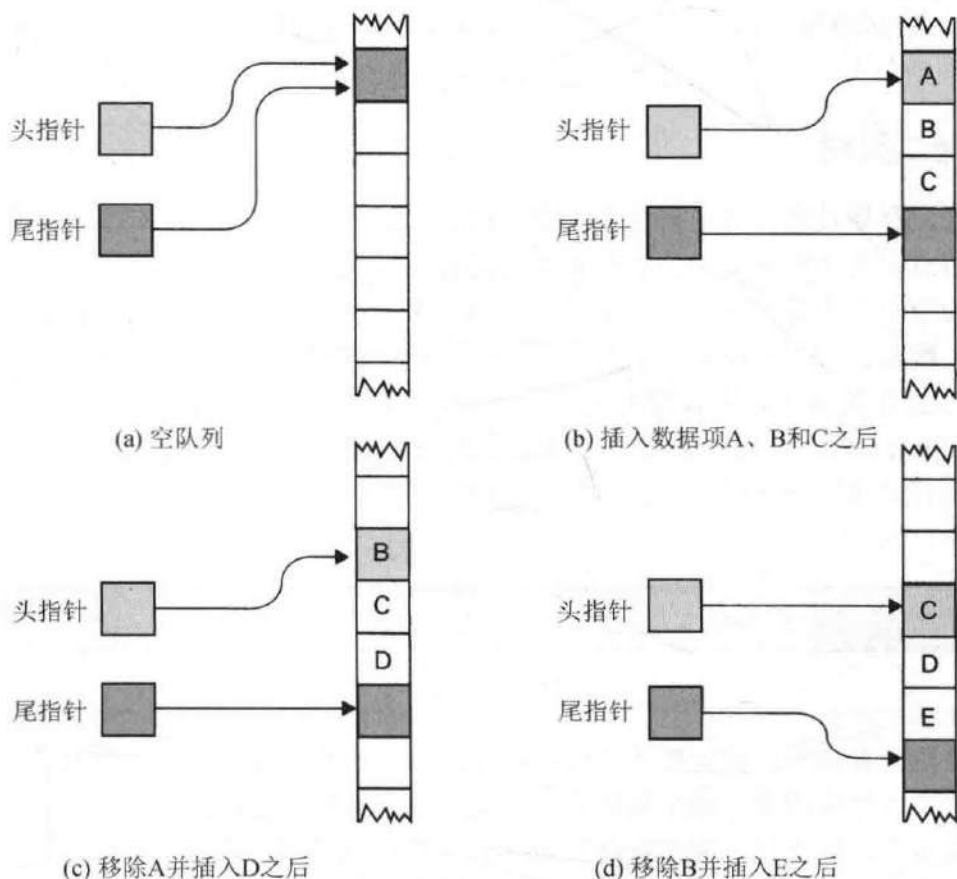 头指针
尾指针
(a) 空队列
A
B
C
头指针
尾指针
(b) 插入数据项A、B和C之后
B
C
D
头指针
尾指针
(c) 移除A并插入D之后
C
D
E
头指针
尾指针
(d) 移除B并插入E之后